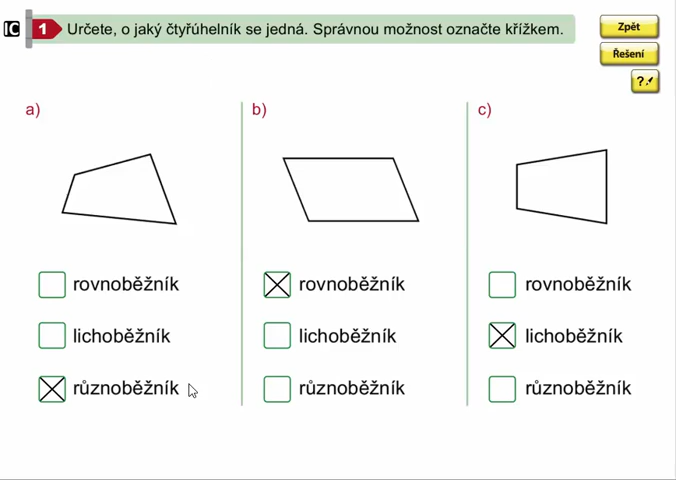 IC 1 Určete, o jaký čtyřúhelník se jedná. Správnou možnost označte křížkem.
Zpět
Řešení
?
a)
rovnoběžník
lichoběžník
různoběžník
b)
rovnoběžník
lichoběžník
různoběžník
c)
rovnoběžník
lichoběžník
různoběžník